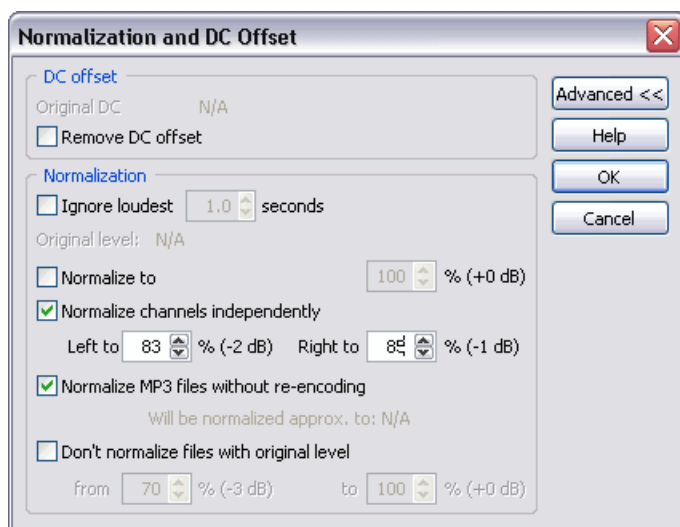 Normalization and DC Offset
DC offset
Original DC N/A
Remove DC offset
Advanced <<
Help
OK
Cancel
Normalization
Ignore loudest 1.0 seconds
Original level: N/A
Normalize to 100 % (+0 dB)
Normalize channels independently
Left to 83 % (-2 dB) Right to % (-1 dB)
Normalize MP3 files without re-encoding
Will be normalized approx. to: N/A
Don't normalize files with original level
from 70 % (-3 dB) to 100 % (+0 dB)